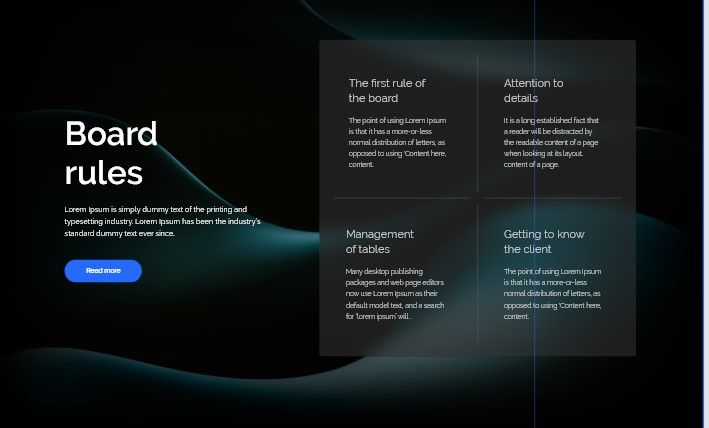 Board
rules
Lorem Ipsum is simply dummy text of the printing and
typesetting industry. Lorem Ipsum has been the industry's
standard dummy text ever since.
Read more
The first rule of
the board
The point of using Lorem Ipsum
is that it has a more-or-less
normal distribution of letters, as
opposed to using 'Content here,
content.
Attention to
details
It is a long established fact that
a reader will be distracted by
the readable content of a page
when looking at its layout.
content of a page.
Management
of tables
Many desktop publishing
packages and web page editors
now use Lorem Ipsum as their
default model text, and a search
for 'lorem ipsum' will .
Getting to know
the client
The point of using Lorem Ipsum
is that it has a more-or-less
normal distribution of letters, as
opposed to using 'Content here,
content.